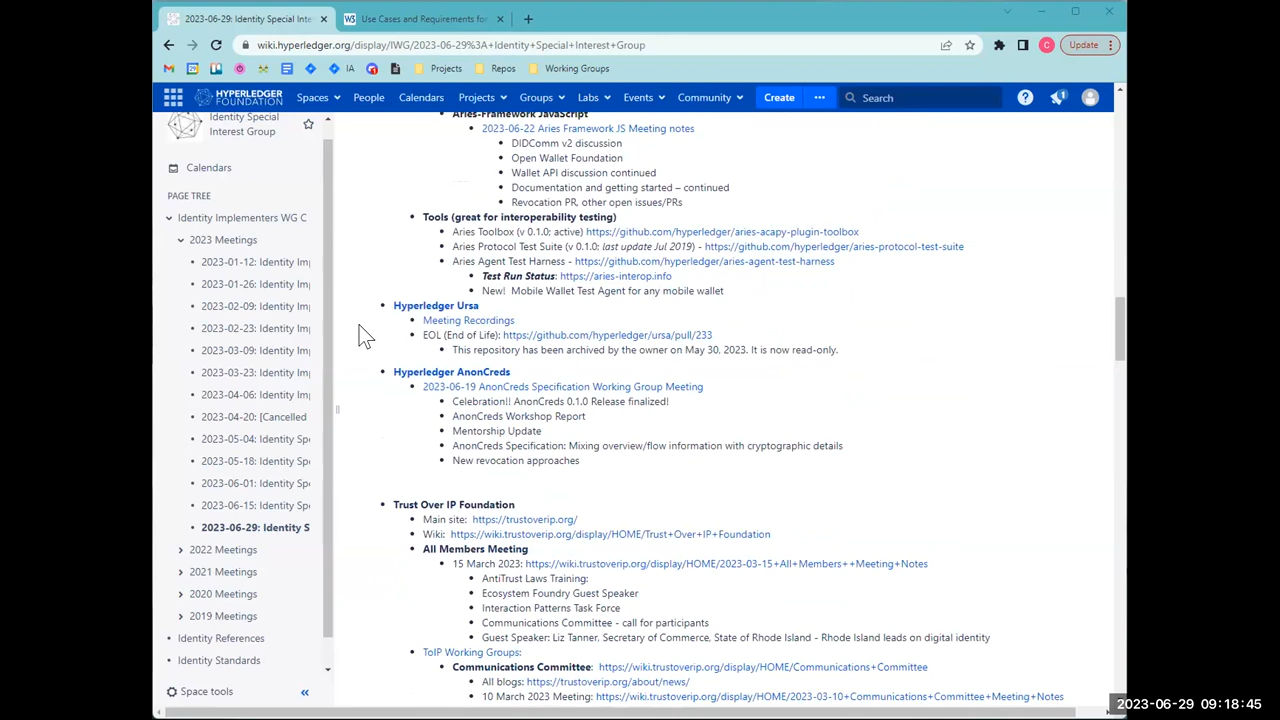 2023-06-29: Identity Special Inte
Use Cases and Requirements for
wiki.hyperledger.org/display/IWG/2023-06-29%3A+Identity+Special+Interest+Group
C
Update
IA
Projects
Repos
Working Groups
HYPERLEDGER
FOUNDATION
Spaces
People
Calendars
Projects
Groups
Labs
Events
Community
Create
Search
1
Identity Special
Interest Group
Calendars
PAGE TREE
Identity Implementers WG C
2023 Meetings
2023-01-12: Identity Im
2023-01-26: Identity Im
2023-02-09: Identity Im
2023-02-23: Identity Im
2023-03-09: Identity Im
2023-03-23: Identity Im
2023-04-06: Identity Im
2023-04-20: [Cancelled
2023-05-04: Identity Sp
2023-05-18: Identity Sp
2023-06-01: Identity Sp
2023-06-15: Identity Sp
2023-06-29: Identity S
2022 Meetings
2021 Meetings
2020 Meetings
2019 Meetings
Identity References
Identity Standards
Space tools
Aries-Framework JavaScript
2023-06-22 Aries Framework JS Meeting notes
DIDComm v2 discussion
Open Wallet Foundation
Wallet API discussion continued
Documentation and getting started – continued
Revocation PR, other open issues/PRs
Tools (great for interoperability testing)
Aries Toolbox (v 0.1.0; active) https://github.com/hyperledger/aries-acapy-plugin-toolbox
Aries Protocol Test Suite (v 0.1.0: last update Jul 2019) - https://github.com/hyperledger/aries-protocol-test-suite
Aries Agent Test Harness - https://github.com/hyperledger/aries-agent-test-harness
Test Run Status: https://aries-interop.info
New! Mobile Wallet Test Agent for any mobile wallet
Hyperledger Ursa
Meeting Recordings
EOL (End of Life): https://github.com/hyperledger/ursa/pull/233
This repository has been archived by the owner on May 30, 2023. It is now read-only.
Hyperledger AnonCreds
2023-06-19 AnonCreds Specification Working Group Meeting
Celebration!! AnonCreds 0.1.0 Release finalized!
AnonCreds Workshop Report
Mentorship Update
AnonCreds Specification: Mixing overview/flow information with cryptographic details
New revocation approaches
Trust Over IP Foundation
Main site: https://trustoverip.org/
Wiki: https://wiki.trustoverip.org/display/HOME/Trust+Over+IP+Foundation
All Members Meeting
15 March 2023: https://wiki.trustoverip.org/display/HOME/2023-03-15+All+Members++Meeting+Notes
AntiTrust Laws Training:
Ecosystem Foundry Guest Speaker
Interaction Patterns Task Force
Communications Committee - call for participants
Guest Speaker: Liz Tanner, Secretary of Commerce, State of Rhode Island - Rhode Island leads on digital identity
ToIP Working Groups:
Communications Committee: https://wiki.trustoverip.org/display/HOME/Communications+Committee
All blogs: https://trustoverip.org/about/news/
10 March 2023 Meeting: https://wiki.trustoverip.org/display/HOME/2023-03-10+Communications+Committee+Meeting+Notes
2023-06-29 09:18:45